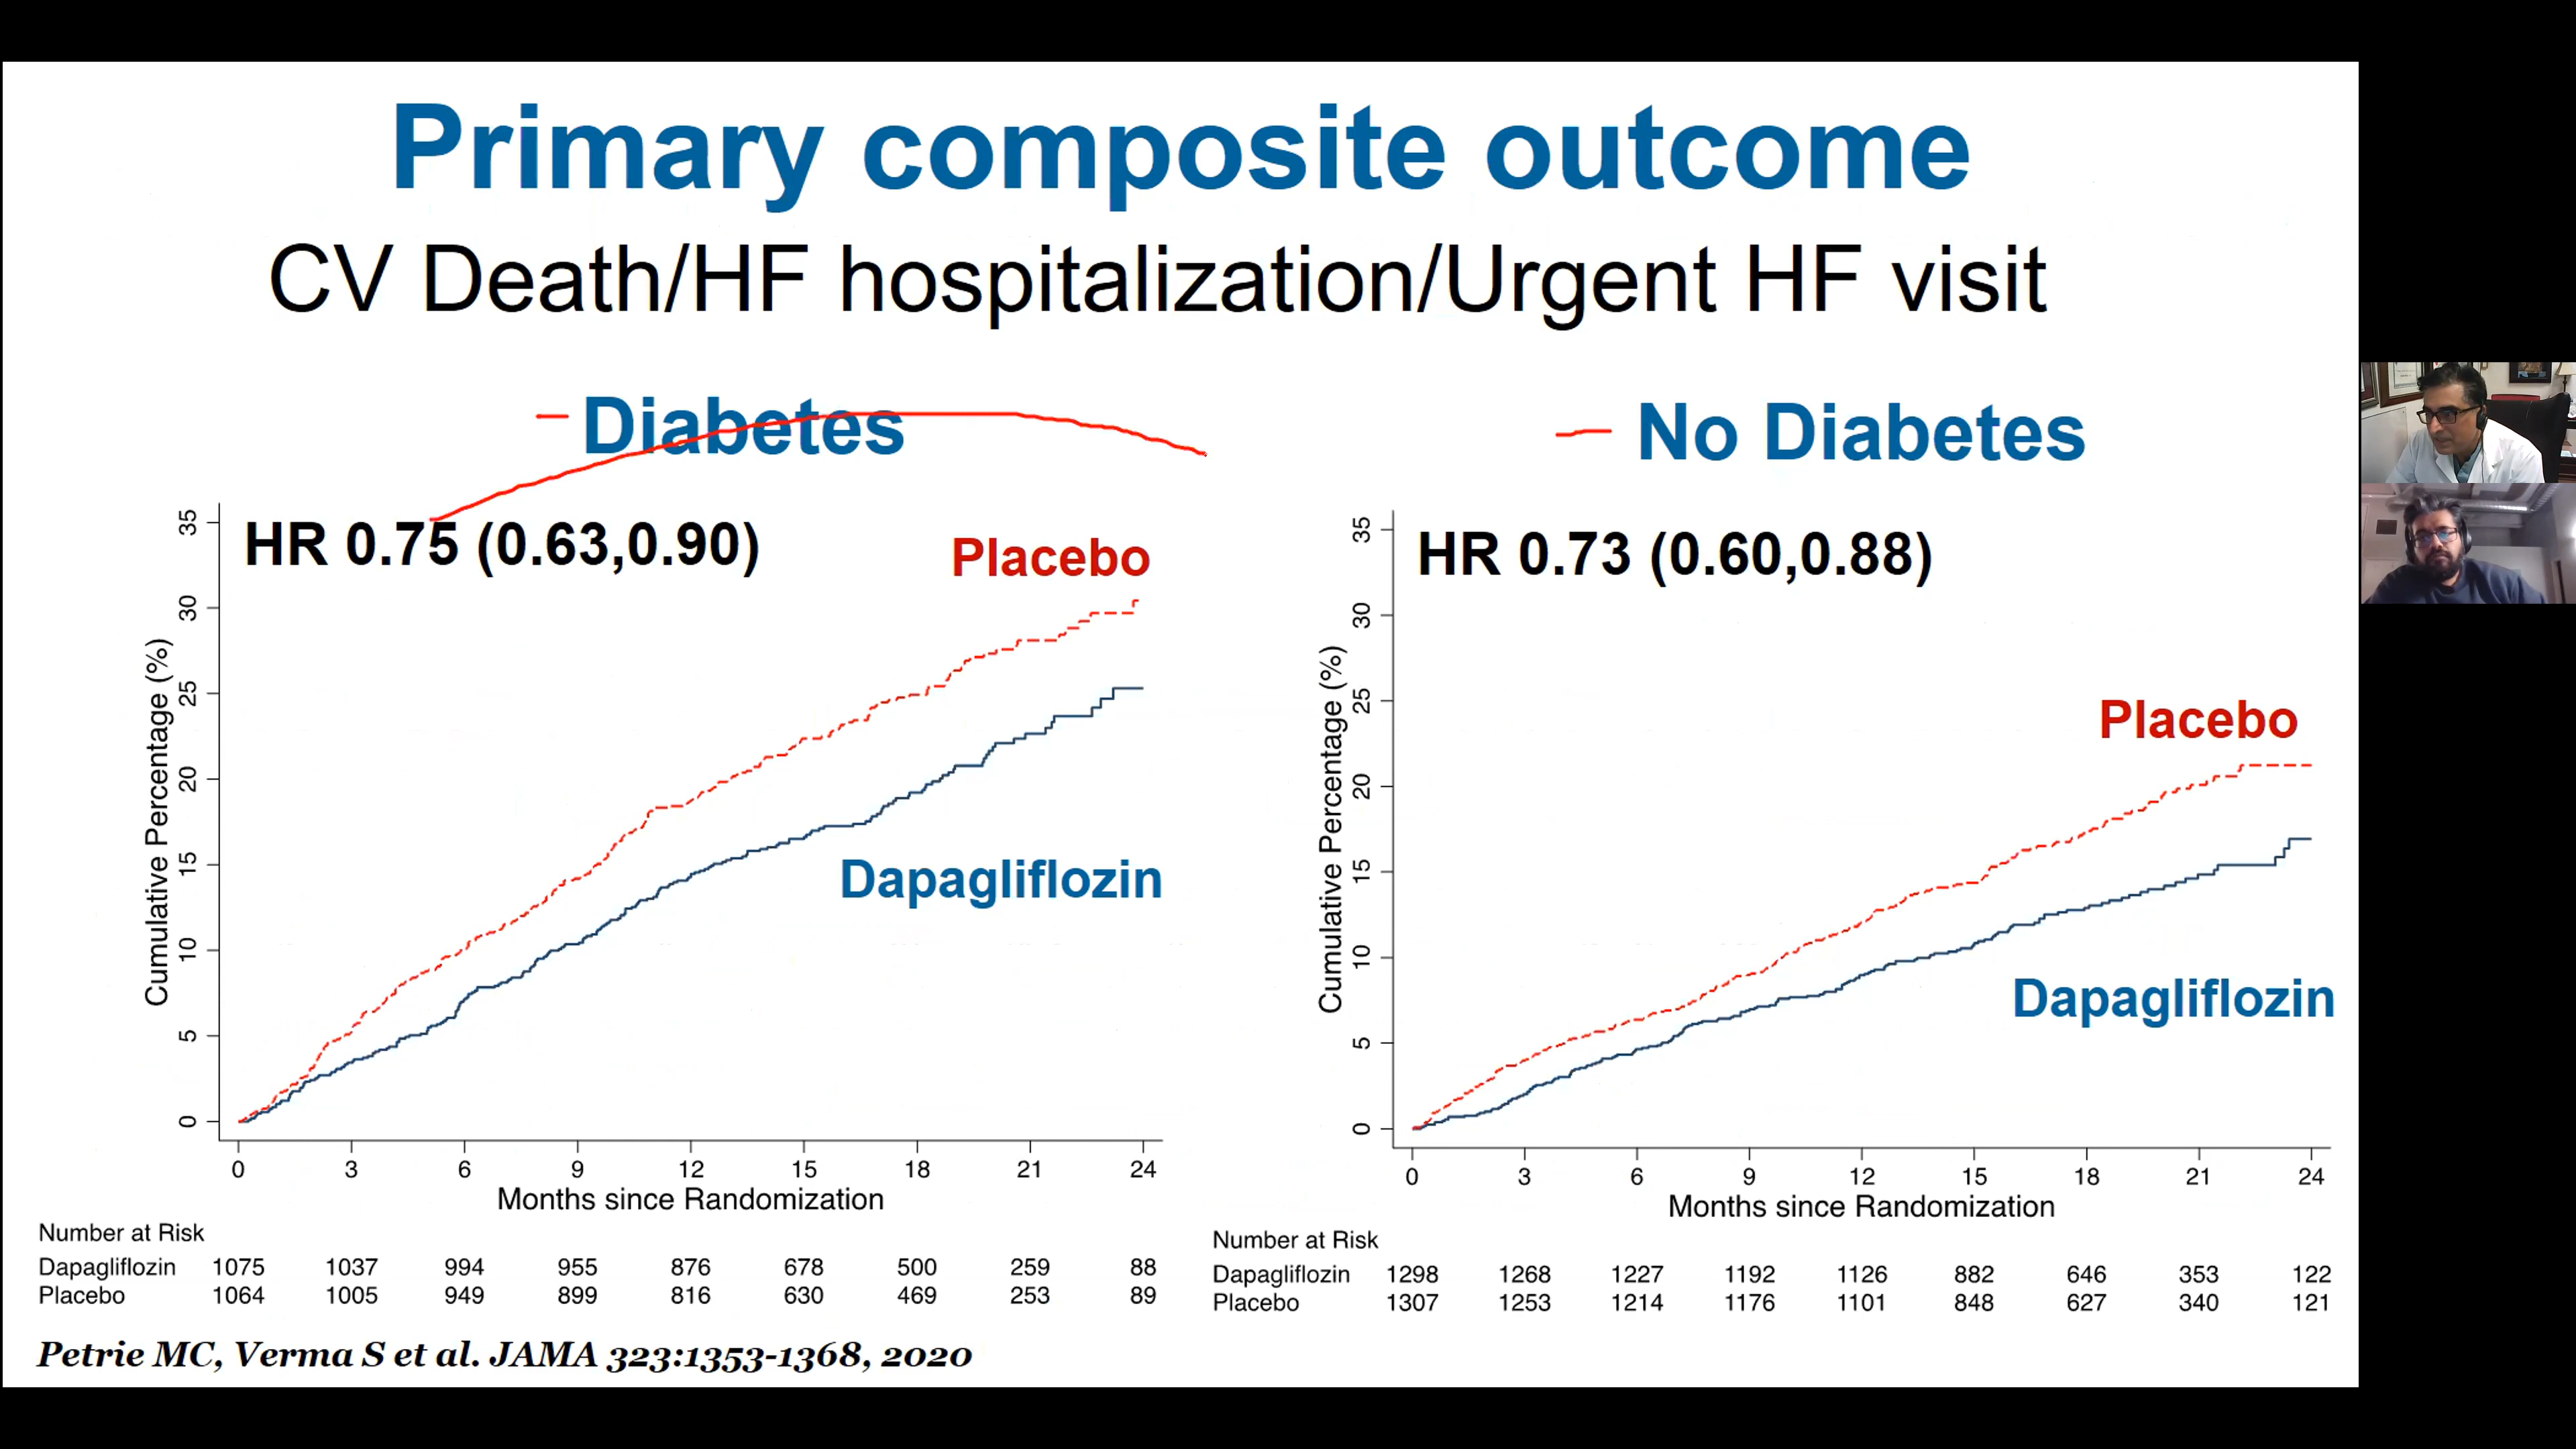 Primary composite outcome
CV Death/HF hospitalization/Urgent HF visit
Diabetes
HR 0.75 (0.63,0.90)
Placebo
Dapagliflozin
Cumulative Percentage (%)
35
30
25
20
15
10
5
0
0 3 6 9 12 15 18 21 24
Months since Randomization
Number at Risk
Dapagliflozin 1075 1037 994 955 876 678 500 259 88
Placebo 1064 1005 949 899 816 630 469 253 89
No Diabetes
HR 0.73 (0.60,0.88)
Placebo
Dapagliflozin
Cumulative Percentage (%)
35
30
25
20
15
10
5
0
0 3 6 9 12 15 18 21 24
Months since Randomization
Number at Risk
Dapagliflozin 1298 1268 1227 1192 1126 882 646 353 122
Placebo 1307 1253 1214 1176 1101 848 627 340 121
Petrie MC, Verma S et al. JAMA 323:1353-1368, 2020